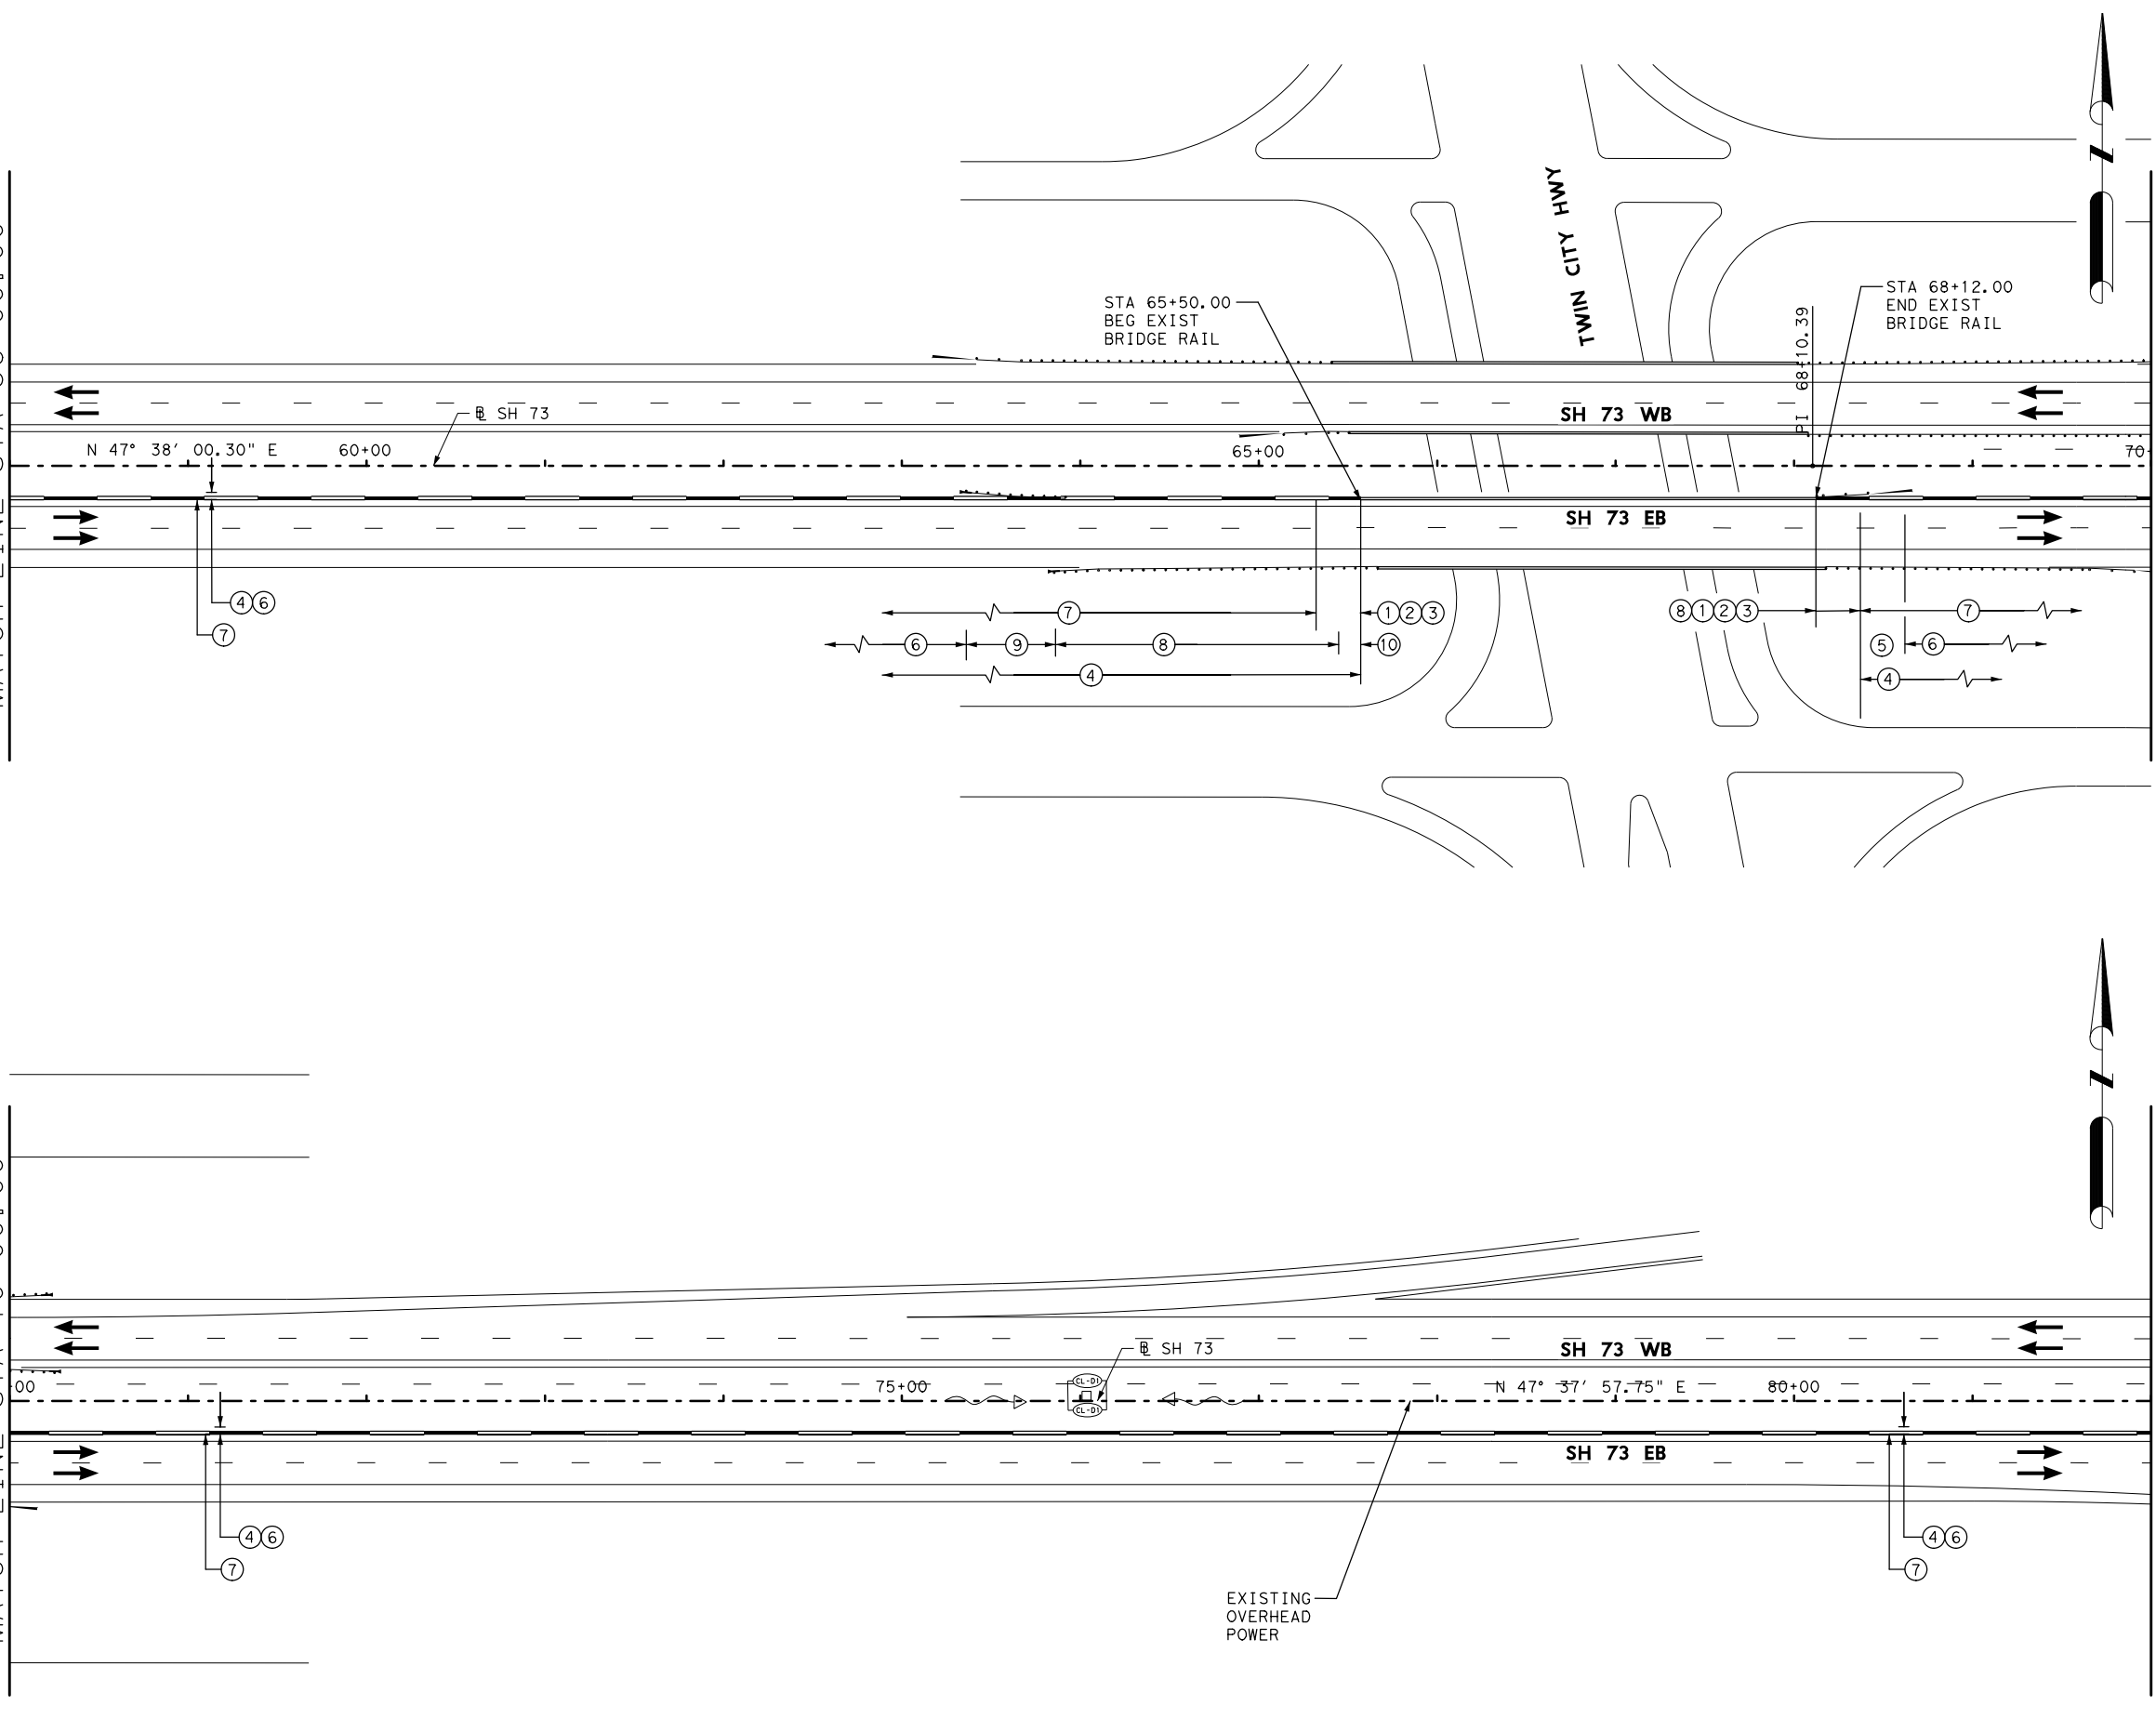 TWIN CITY HWY
STA 65+50.00
BEG EXIST
BRIDGE RAIL
STA 68+12.00
END EXIST
BRIDGE RAIL
PI 68+10.39
SH 73 WB
SH 73
N 47° 38' 00.30" E
60+00
65+00
70
SH 73 EB
4 6
7
7
1 2 3
8 1 2 3
7
6
9
8
10
5
6
4
4
SH 73 WB
SH 73
00
75+00
CL-D1
CL-D1
N 47° 37' 57.75" E
80+00
SH 73 EB
4 6
7
4 6
7
EXISTING
OVERHEAD
POWER